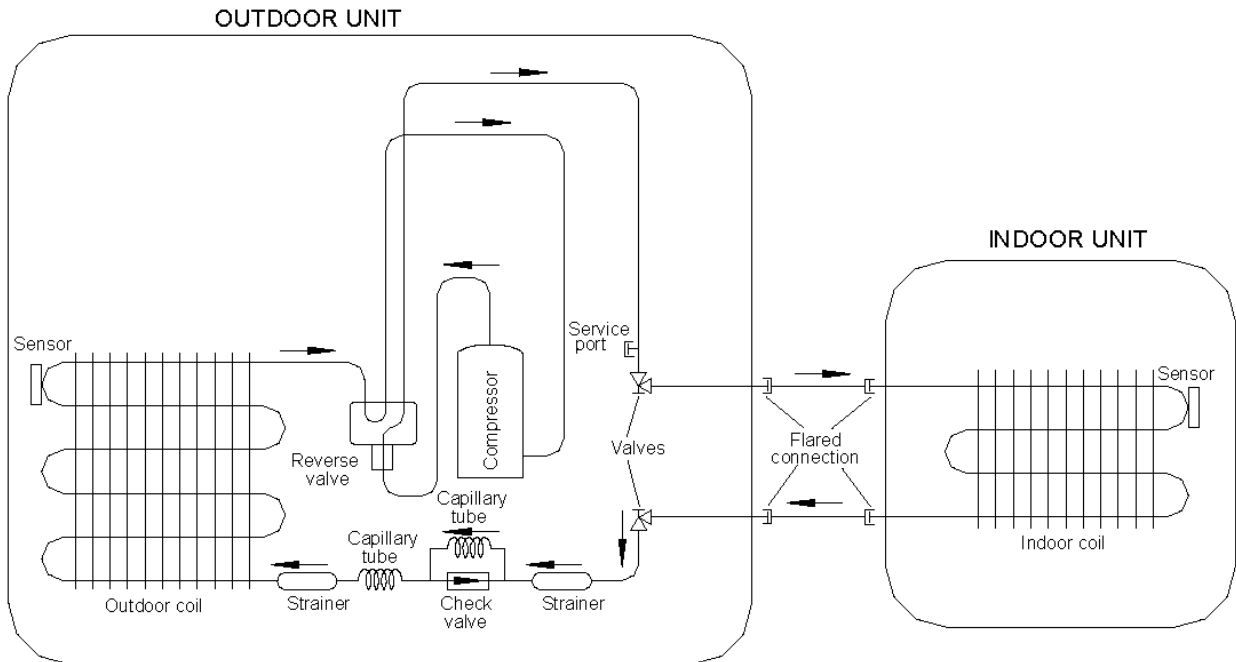 OUTDOOR UNIT
INDOOR UNIT
Sensor
Service
port
Sensor
Compressor
Reverse
valve
Valves
Flared
connection
Capillary
tube
Capillary
tube
Indoor coil
Outdoor coil
Strainer
Check
valve
Strainer